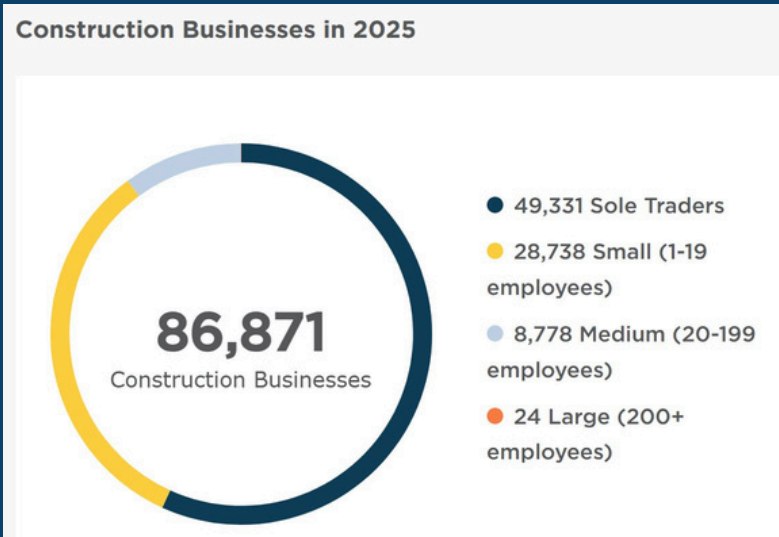 Construction Businesses in 2025
86,871
Construction Businesses
49,331 Sole Traders
28,738 Small (1-19
employees)
8,778 Medium (20-199
employees)
24 Large (200+
employees)